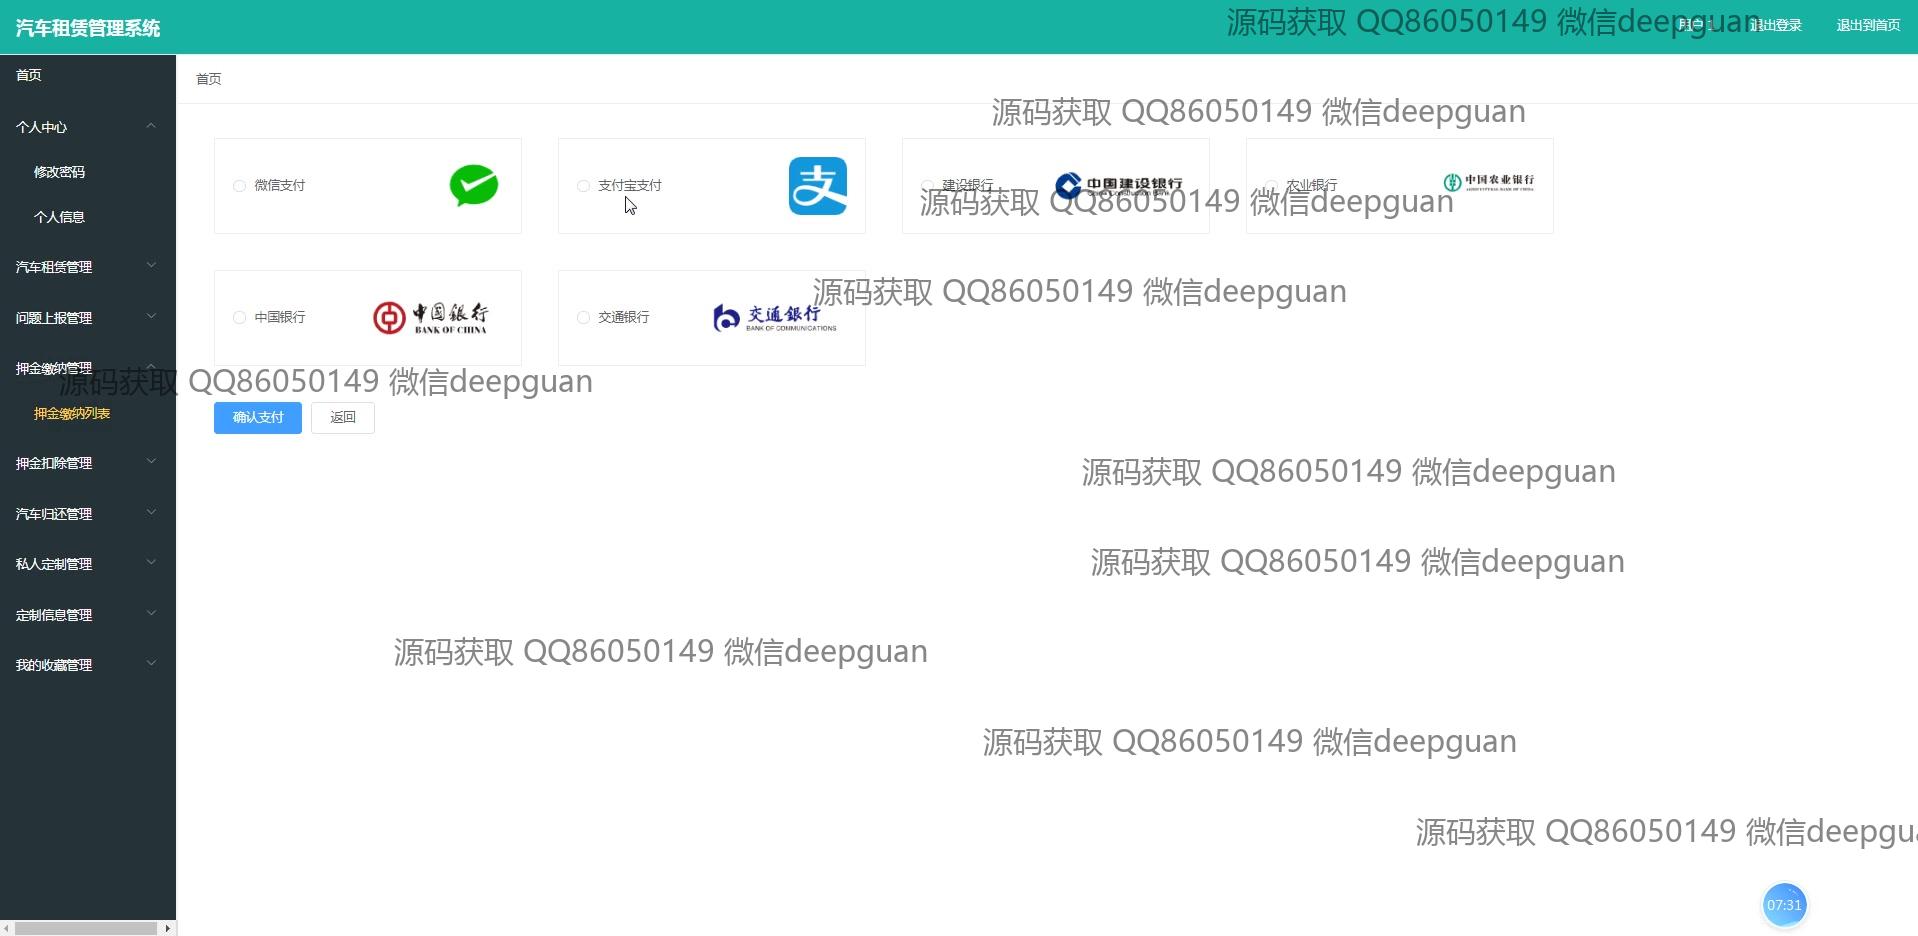 汽车租赁管理系统
源码获取 QQ86050149 微信deepguan
退出登录
退出到首页
首页
首页
个人中心
修改密码
个人信息
汽车租赁管理
问题上报管理
押金缴纳管理
押金缴纳列表
押金扣除管理
汽车归还管理
私人定制管理
定制信息管理
我的收藏管理
源码获取 QQ86050149 微信deepguan
微信支付
支付宝支付
支
建设银行
中国建设银行
China Construction Bank
农业银行
中国农业银行
AGRICULTURAL BANK OF CHINA
源码获取 QQ86050149 微信deepguan
源码获取 QQ86050149 微信deepguan
中国银行
中国银行
BANK OF CHINA
交通银行
交通銀行
BANK OF COMMUNICATIONS
源码获取 QQ86050149 微信deepguan
确认支付
返回
源码获取 QQ86050149 微信deepguan
源码获取 QQ86050149 微信deepguan
源码获取 QQ86050149 微信deepguan
源码获取 QQ86050149 微信deepguan
源码获取 QQ86050149 微信deepgu
07:31